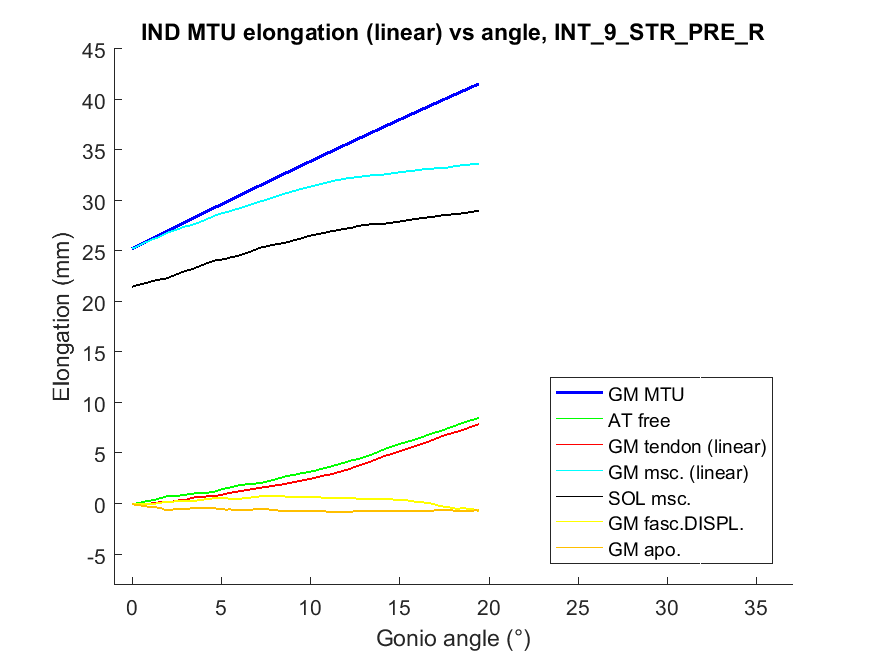 IND MTU elongation (linear) vs angle, INT_9_STR_PRE_R
45
40
35
30
25
20
15
10
5
0
-5
Elongation (mm)
GM MTU
AT free
GM tendon (linear)
GM msc. (linear)
SOL msc.
GM fasc.DISPL.
GM apo.
0 5 10 15 20 25 30 35
Gonio angle (°)